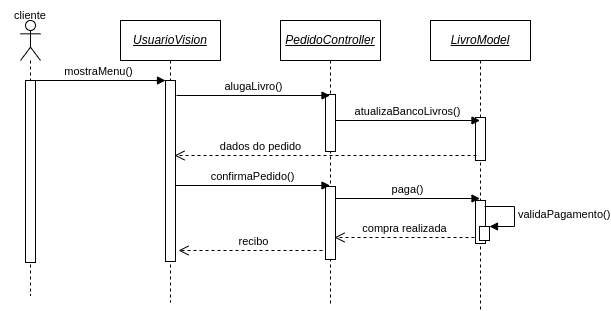 cliente
UsuarioVision
PedidoController
LivroModel
mostraMenu()
alugaLivro()
atualizaBancoLivros()
dados do pedido
confirmaPedido()
paga()
validaPagamento()
compra realizada
recibo